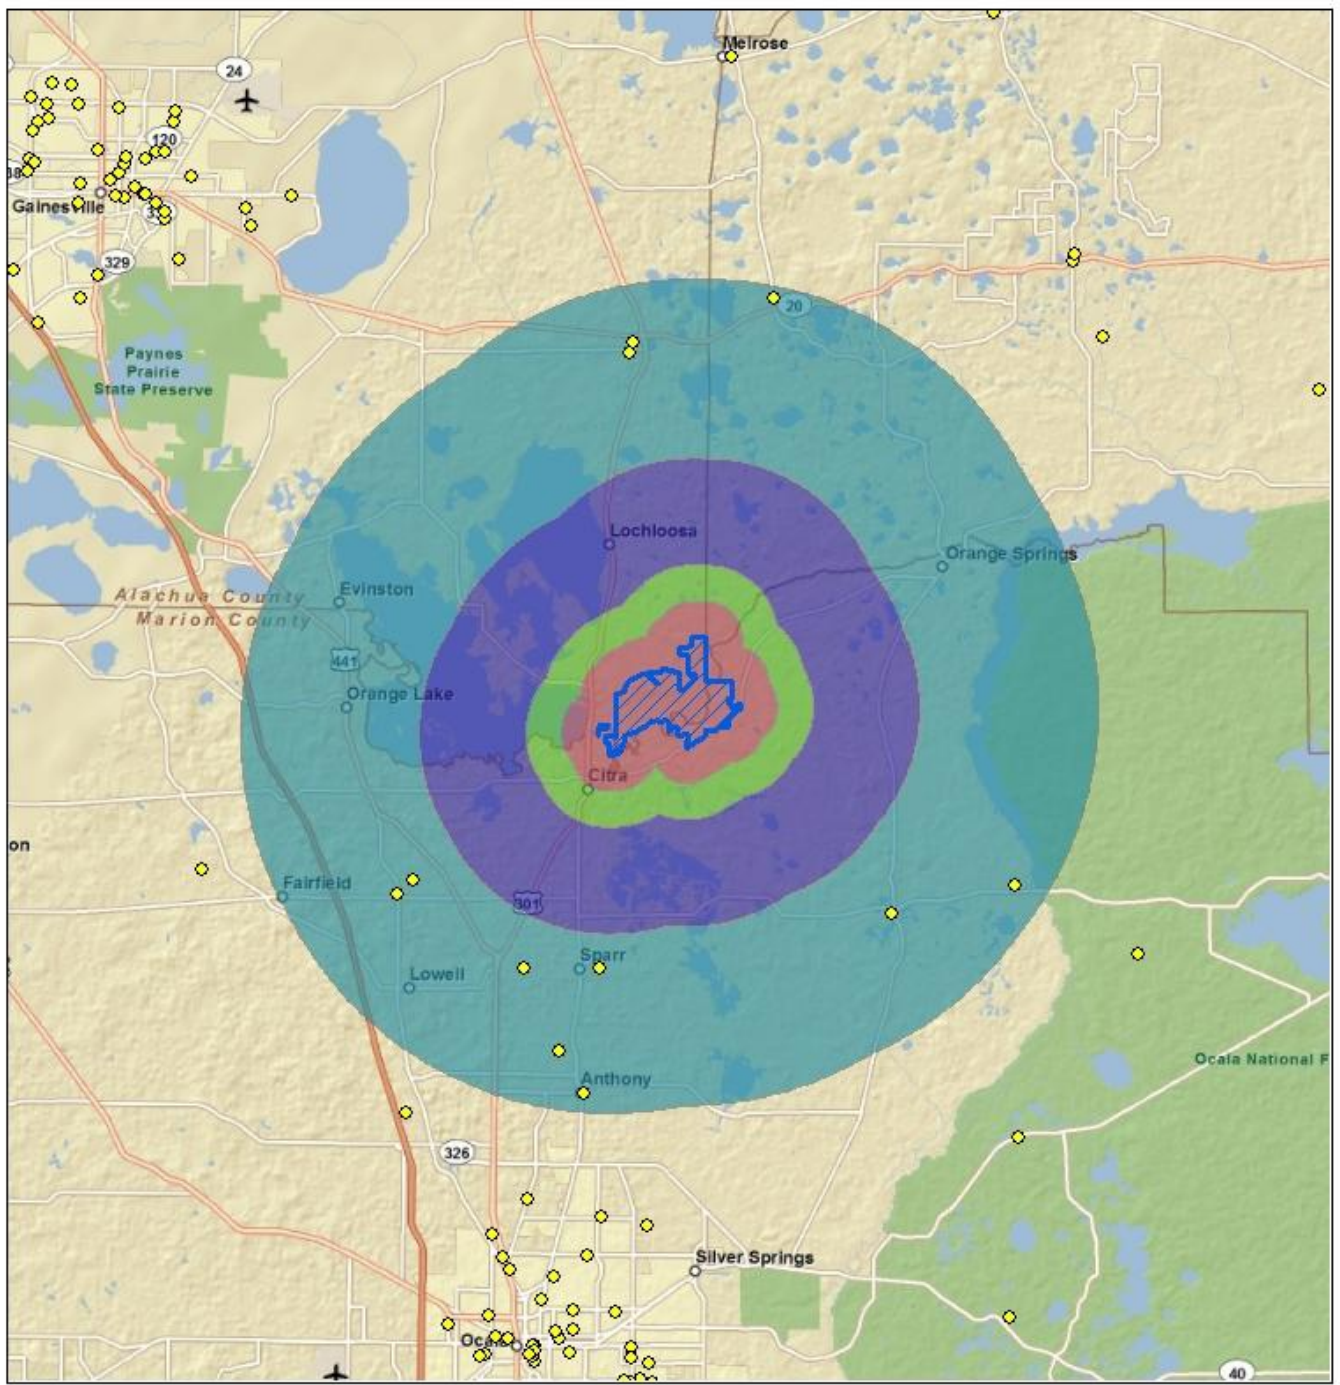 Melrose
24
120
Gainesville
329
20
Paynes
Prairie
State Preserve
Lochloosa
Orange Springs
Evinston
Alachua County
Marion County
441
Orange Lake
Citra
on
Fairfield
301
Sparr
Lowell
Ocala National F
Anthony
326
Silver Springs
Ocala
40